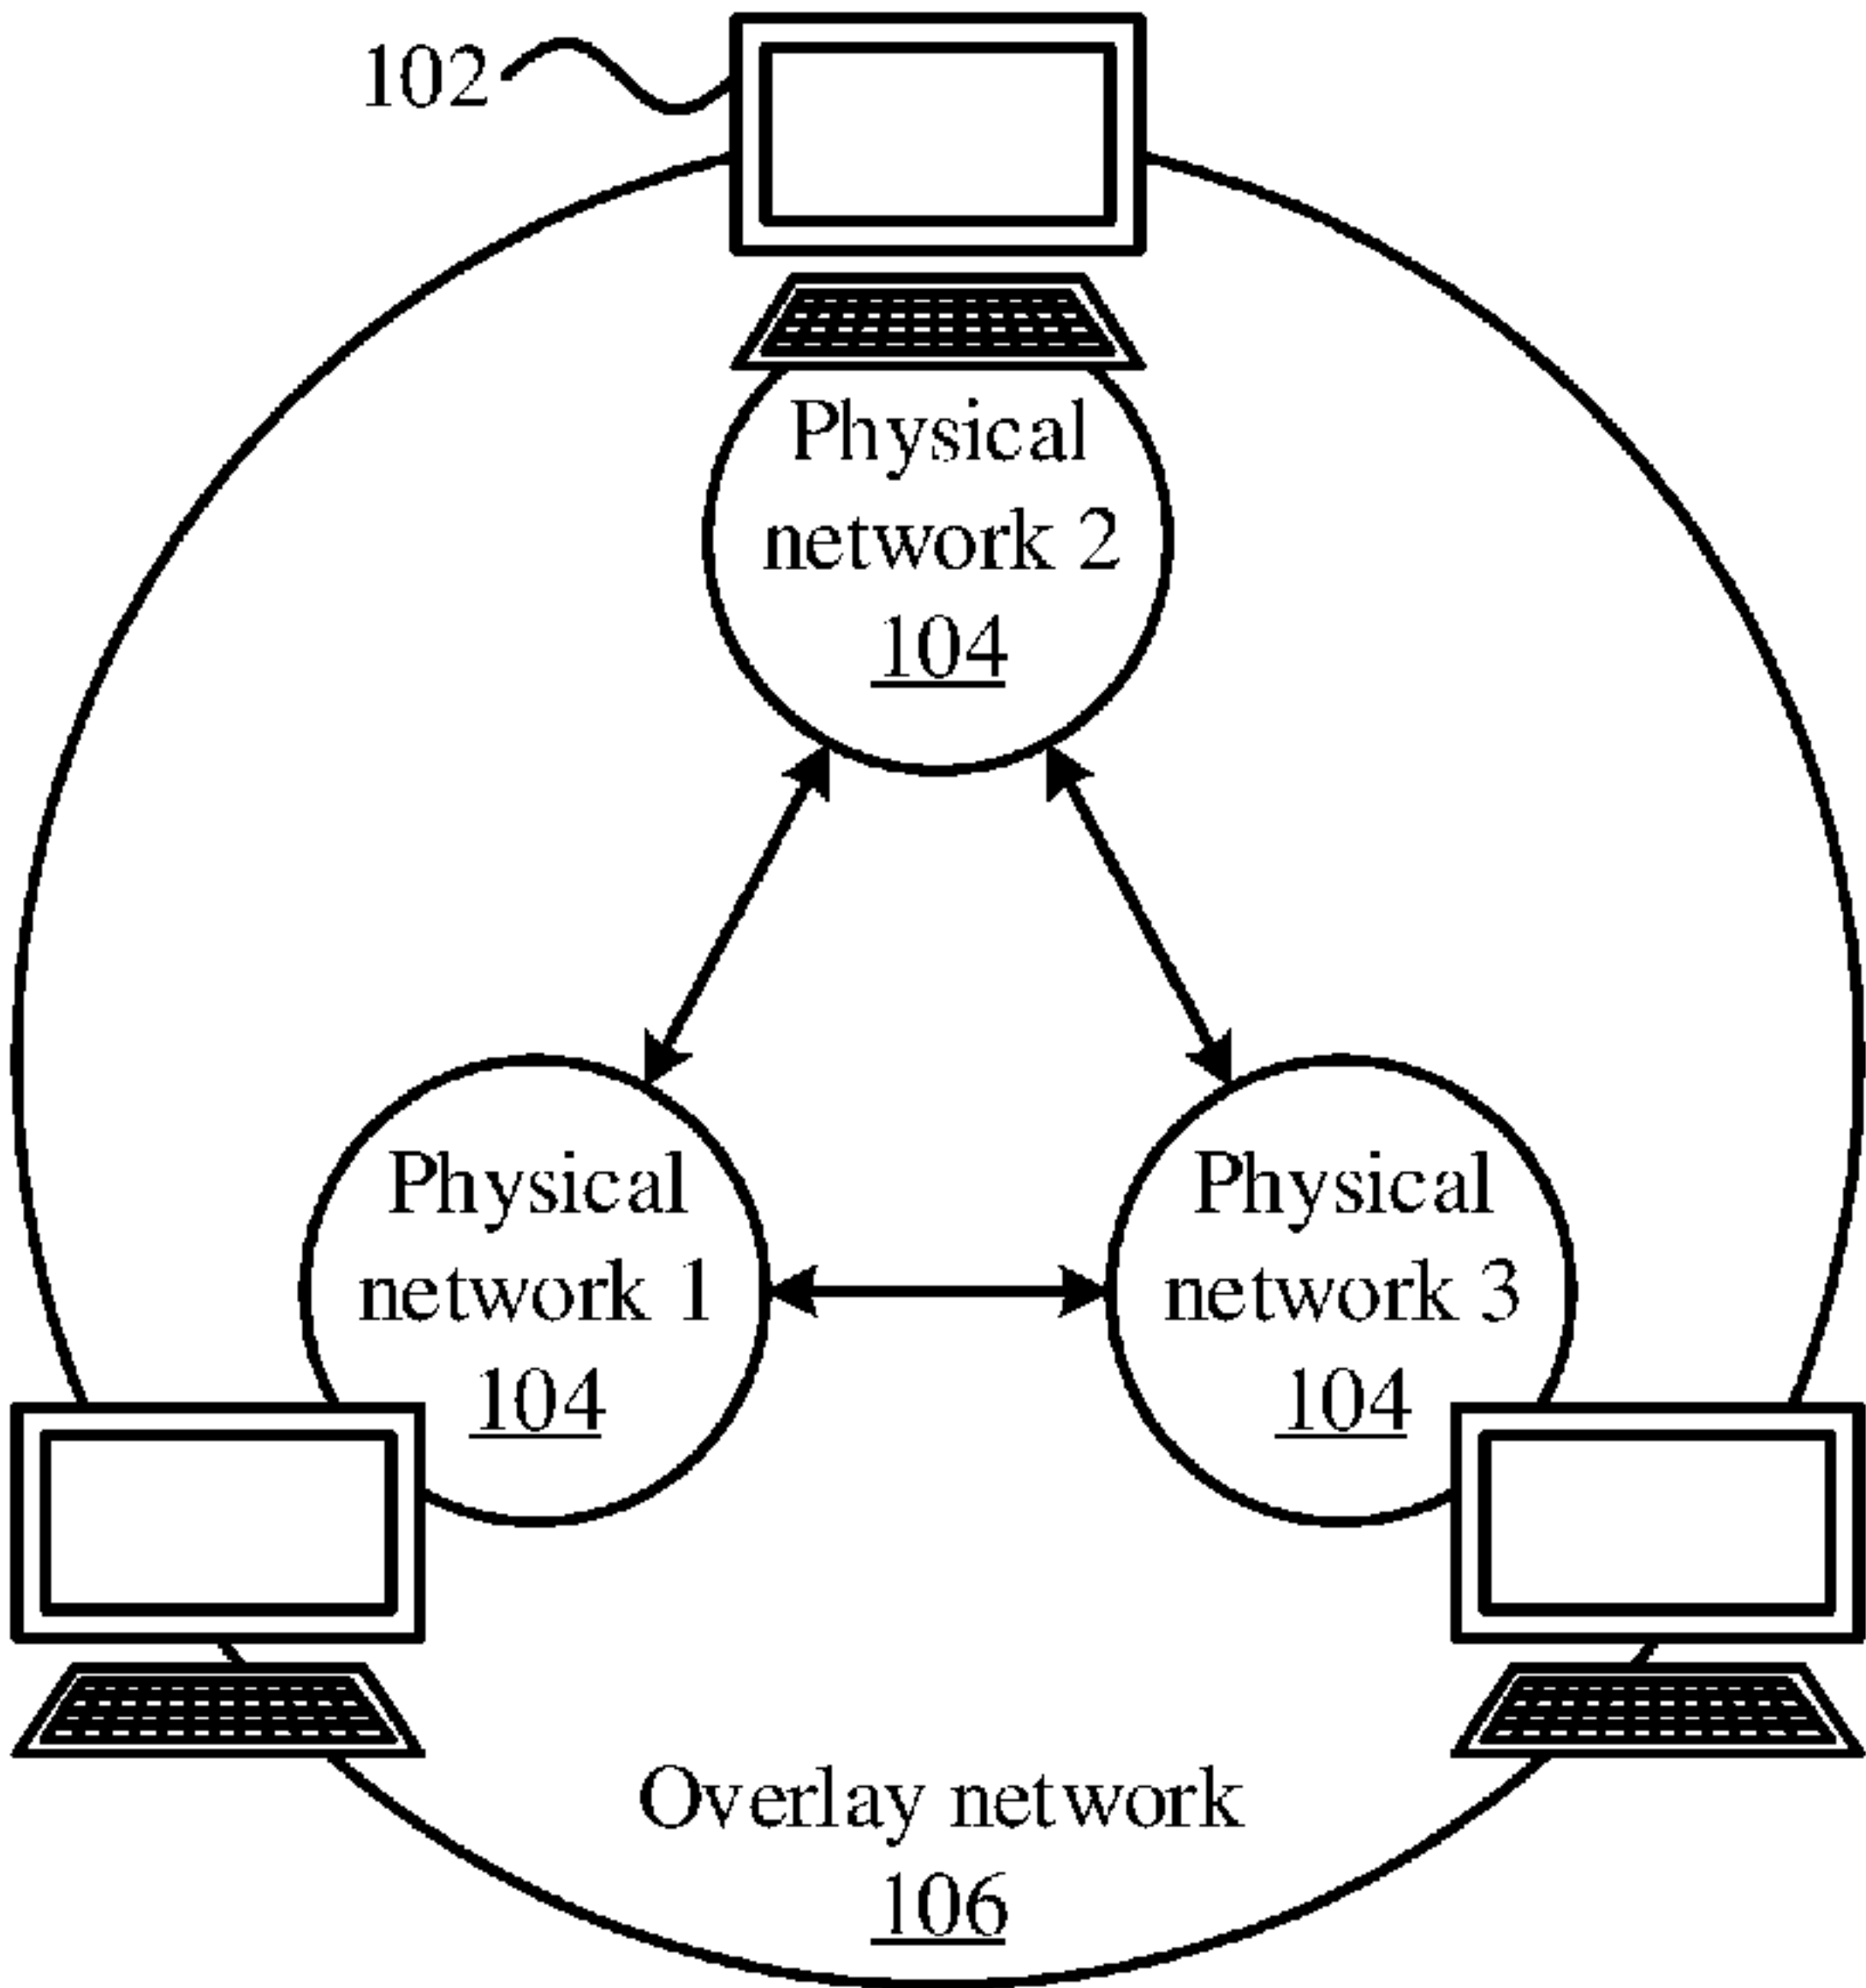 102
Physical
network 2
104
Physical
network 1
104
Physical
network 3
104
Overlay network
106